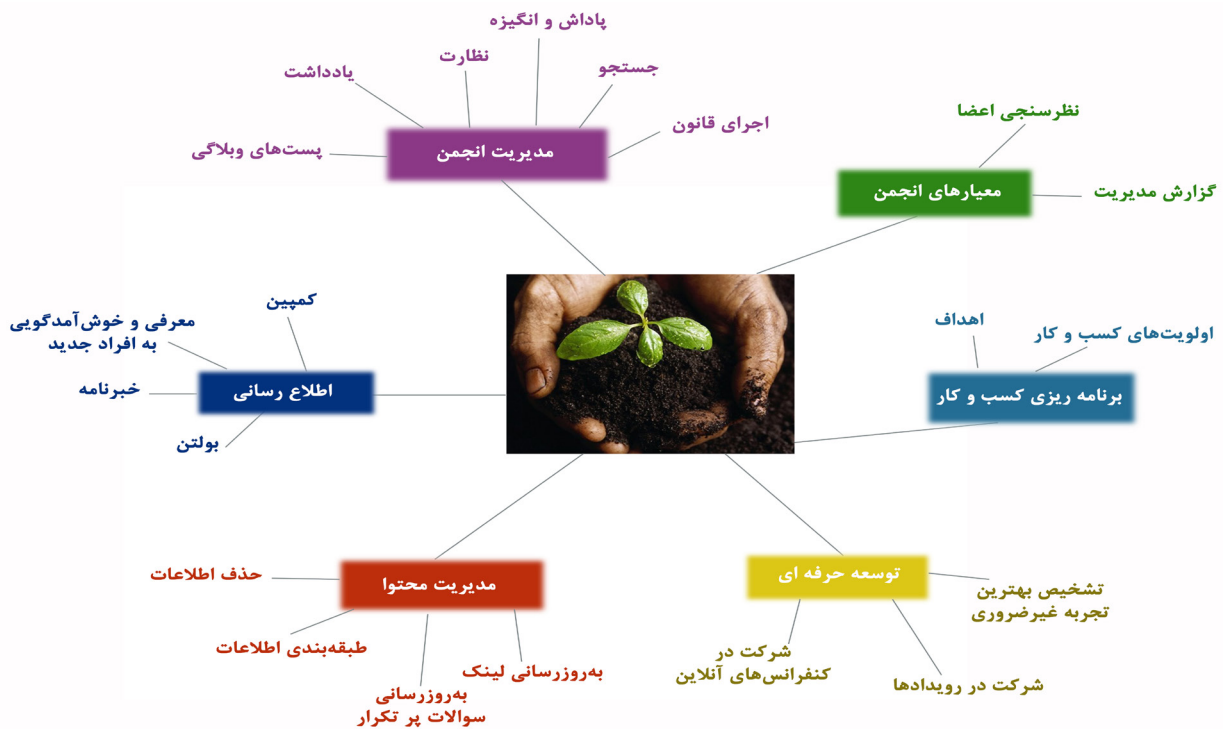 پاداش و انگیزه
نظارت
جستجو
یادداشت
اجرای قانون
پست‌های وبلاگی
مدیریت انجمن
نظرسنجی اعضا
گزارش مدیریت
معیارهای انجمن
اهداف
اولویت‌های کسب و کار
برنامه ریزی کسب و کار
کمپین
معرفی و خوش‌آمدگویی
به افراد جدید
خبرنامه
بولتن
اطلاع رسانی
توسعه حرفه ای
تشخیص بهترین
تجربه غیرضروری
شرکت در رویدادها
شرکت در
کنفرانس‌های آنلاین
مدیریت محتوا
حذف اطلاعات
طبقه‌بندی اطلاعات
به‌روزرسانی لینک
به‌روزرسانی
سوالات پر تکرار